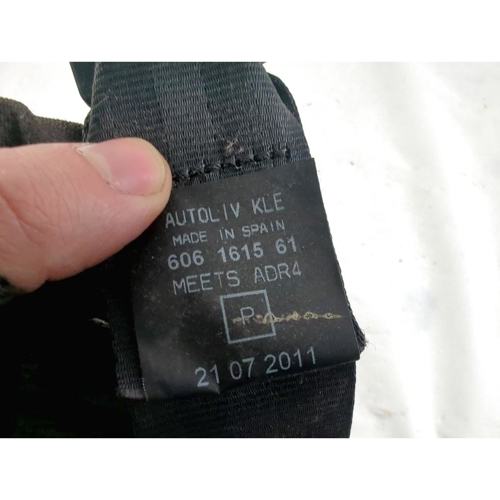 AUTOLIV KLE
MADE IN SPAIN
606 1615 61
MEETS ADR4
P
21 07 2011